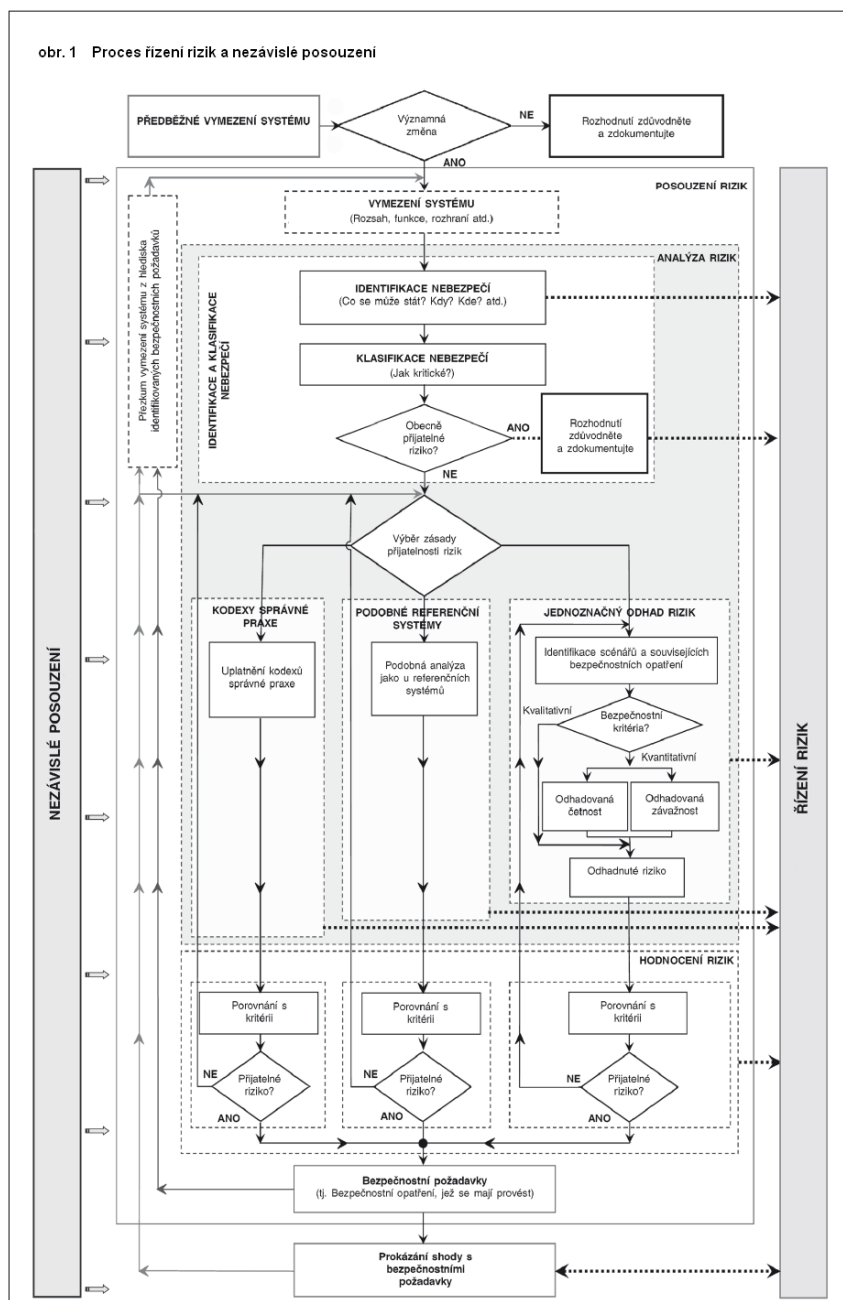 obr. 1 Proces řízení rizik a nezávislé posouzení
PŘEDBĚŽNÉ VYMEZENÍ SYSTÉMU
Významná
změna
NE
Rozhodnutí zdůvodněte
a zdokumentujte
ANO
POSOUZENÍ RIZIK
VYMEZENÍ SYSTÉMU
(Rozsah, funkce, rozhraní atd.)
Přezkum vymezení systému z hlediska
identifikovaných bezpečnostních požadavků
ANALÝZA RIZIK
IDENTIFIKACE A KLASIFIKACE
NEBEZPEČÍ
IDENTIFIKACE NEBEZPEČÍ
(Co se může stát? Kdy? Kde? atd.)
KLASIFIKACE NEBEZPEČÍ
(Jak kritické?)
Obecně
přijatelné
riziko?
ANO
Rozhodnutí
zdůvodněte
a zdokumentujte
NE
Výběr zásady
přijatelnosti rizik
KODEXY SPRÁVNÉ
PRAXE
PODOBNÉ REFERENČNÍ
SYSTÉMY
JEDNOZNAČNÝ ODHAD RIZIK
Uplatnění kodexů
správné praxe
Podobná analýza
jako u referenčních
systémů
Identifikace scénářů a souvisejících
bezpečnostních opatření
Kvalitativní
Bezpečnostní
kritéria?
Kvantitativní
Odhadovaná
četnost
Odhadovaná
závažnost
Odhadnuté riziko
NEZÁVISLÉ POSOUZENÍ
ŘÍZENÍ RIZIK
HODNOCENÍ RIZIK
Porovnání s
kritérii
Porovnání s
kritérii
Porovnání s
kritérii
NE
Přijatelné
riziko?
ANO
NE
Přijatelné
riziko?
ANO
NE
Přijatelné
riziko?
ANO
Bezpečnostní požadavky
(tj. Bezpečnostní opatření, jež se mají provést)
Prokázání shody s
bezpečnostními
požadavky